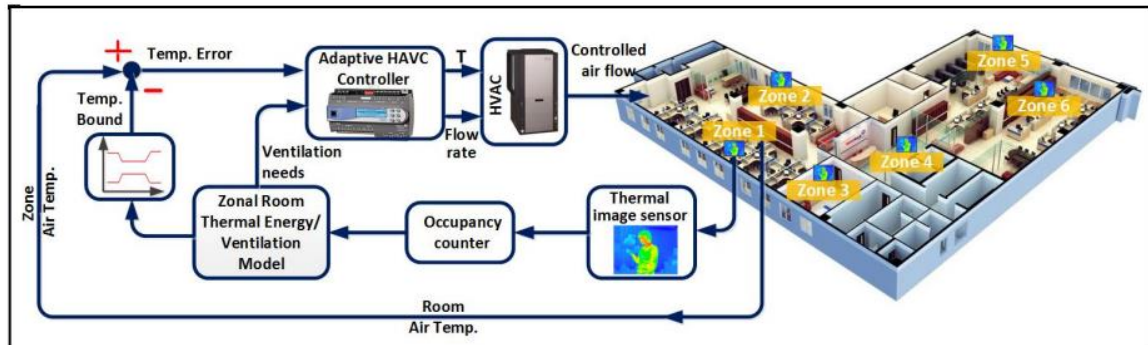 Temp. Error
Temp.
Bound
Zone
Air Temp.
Adaptive HAVC
Controller
T
Flow
rate
HVAC
Controlled
air flow
Ventilation
needs
Zonal Room
Thermal Energy/
Ventilation
Model
Occupancy
counter
Thermal
image sensor
Room
Air Temp.
Zone 1
Zone 2
Zone 3
Zone 4
Zone 5
Zone 6